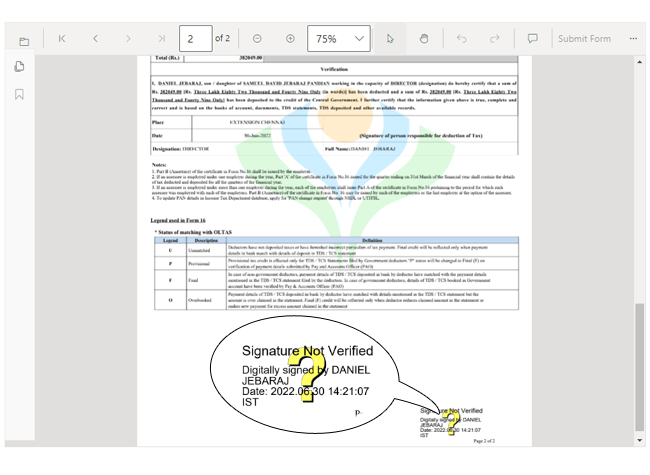 2 of 2 75% Submit Form
Total (Rs.) 382049.00
Verification
I, DANIEL JEBARAJ, son / daughter of SAMUEL DAVID JEBARAJ PANDIAN working in the capacity of DIRECTOR (designation) do hereby certify that a sum of
Rs. 382049.00 [Rs. Three Lakh Eighty Two Thousand and Fourty Nine Only (in words)] has been deducted and a sum of Rs. 382049.00 [Rs. Three Lakh Eighty Two
Thousand and Fourty Nine Only] has been deposited to the credit of the Central Government. I further certify that the information given above is true, complete and
correct and is based on the books of account, documents, TDS statements, TDS deposited and other available records.
Place EXTENSION CHENNAI
Date 30-Jun-2022 (Signature of person responsible for deduction of Tax)
Designation: DIRECTOR Full Name: DANIEL JEBARAJ
Notes:
1. Part B (Annexure) of the certificate in Form No.16 shall be issued by the employer.
2. If an assessee is employed under one employer during the year, Part 'A' of the certificate in Form No.16 issued for the quarter ending on 31st March of the financial year shall contain the details
of tax deducted and deposited for all the quarters of the financial year.
3. If an assessee is employed under more than one employer during the year, each of the employers shall issue Part A of the certificate in Form No.16 pertaining to the period for which such
assessee was employed with each of the employers. Part B (Annexure) of the certificate in Form No. 16 may be issued by each of the employers or the last employer at the option of the assessee.
4. To update PAN details in Income Tax Department database, apply for 'PAN change request' through NSDL or UTITSL.
Legend used in Form 16
* Status of matching with OLTAS
Legend Description Definition
U Unmatched Deductors have not deposited taxes or have furnished incorrect particulars of tax payment. Final credit will be reflected only when payment
details in bank match with details of deposit in TDS / TCS statement
P Provisional Provisional tax credit is effected only for TDS / TCS Statements filed by Government deductors."P" status will be changed to Final (F) on
verification of payment details submitted by Pay and Accounts Officer (PAO)
F Final In case of non-government deductors, payment details of TDS / TCS deposited in bank by deductor have matched with the payment details
mentioned in the TDS / TCS statement filed by the deductors. In case of government deductors, details of TDS / TCS booked in Government
account have been verified by Pay & Accounts Officer (PAO)
O Overbooked Payment details of TDS / TCS deposited in bank by deductor have matched with details mentioned in the TDS / TCS statement but the
amount is over claimed in the statement. Final (F) credit will be reflected only when deductor reduces claimed amount in the statement or
makes new payment for excess amount claimed in the statement
Signature Not Verified
Digitally signed by DANIEL
JEBARAJ
Date: 2022.06.30 14:21:07
IST
P
Signature Not Verified
Digitally signed by DANIEL
JEBARAJ
Date: 2022.06.30 14:21:07
IST
Page 2 of 2